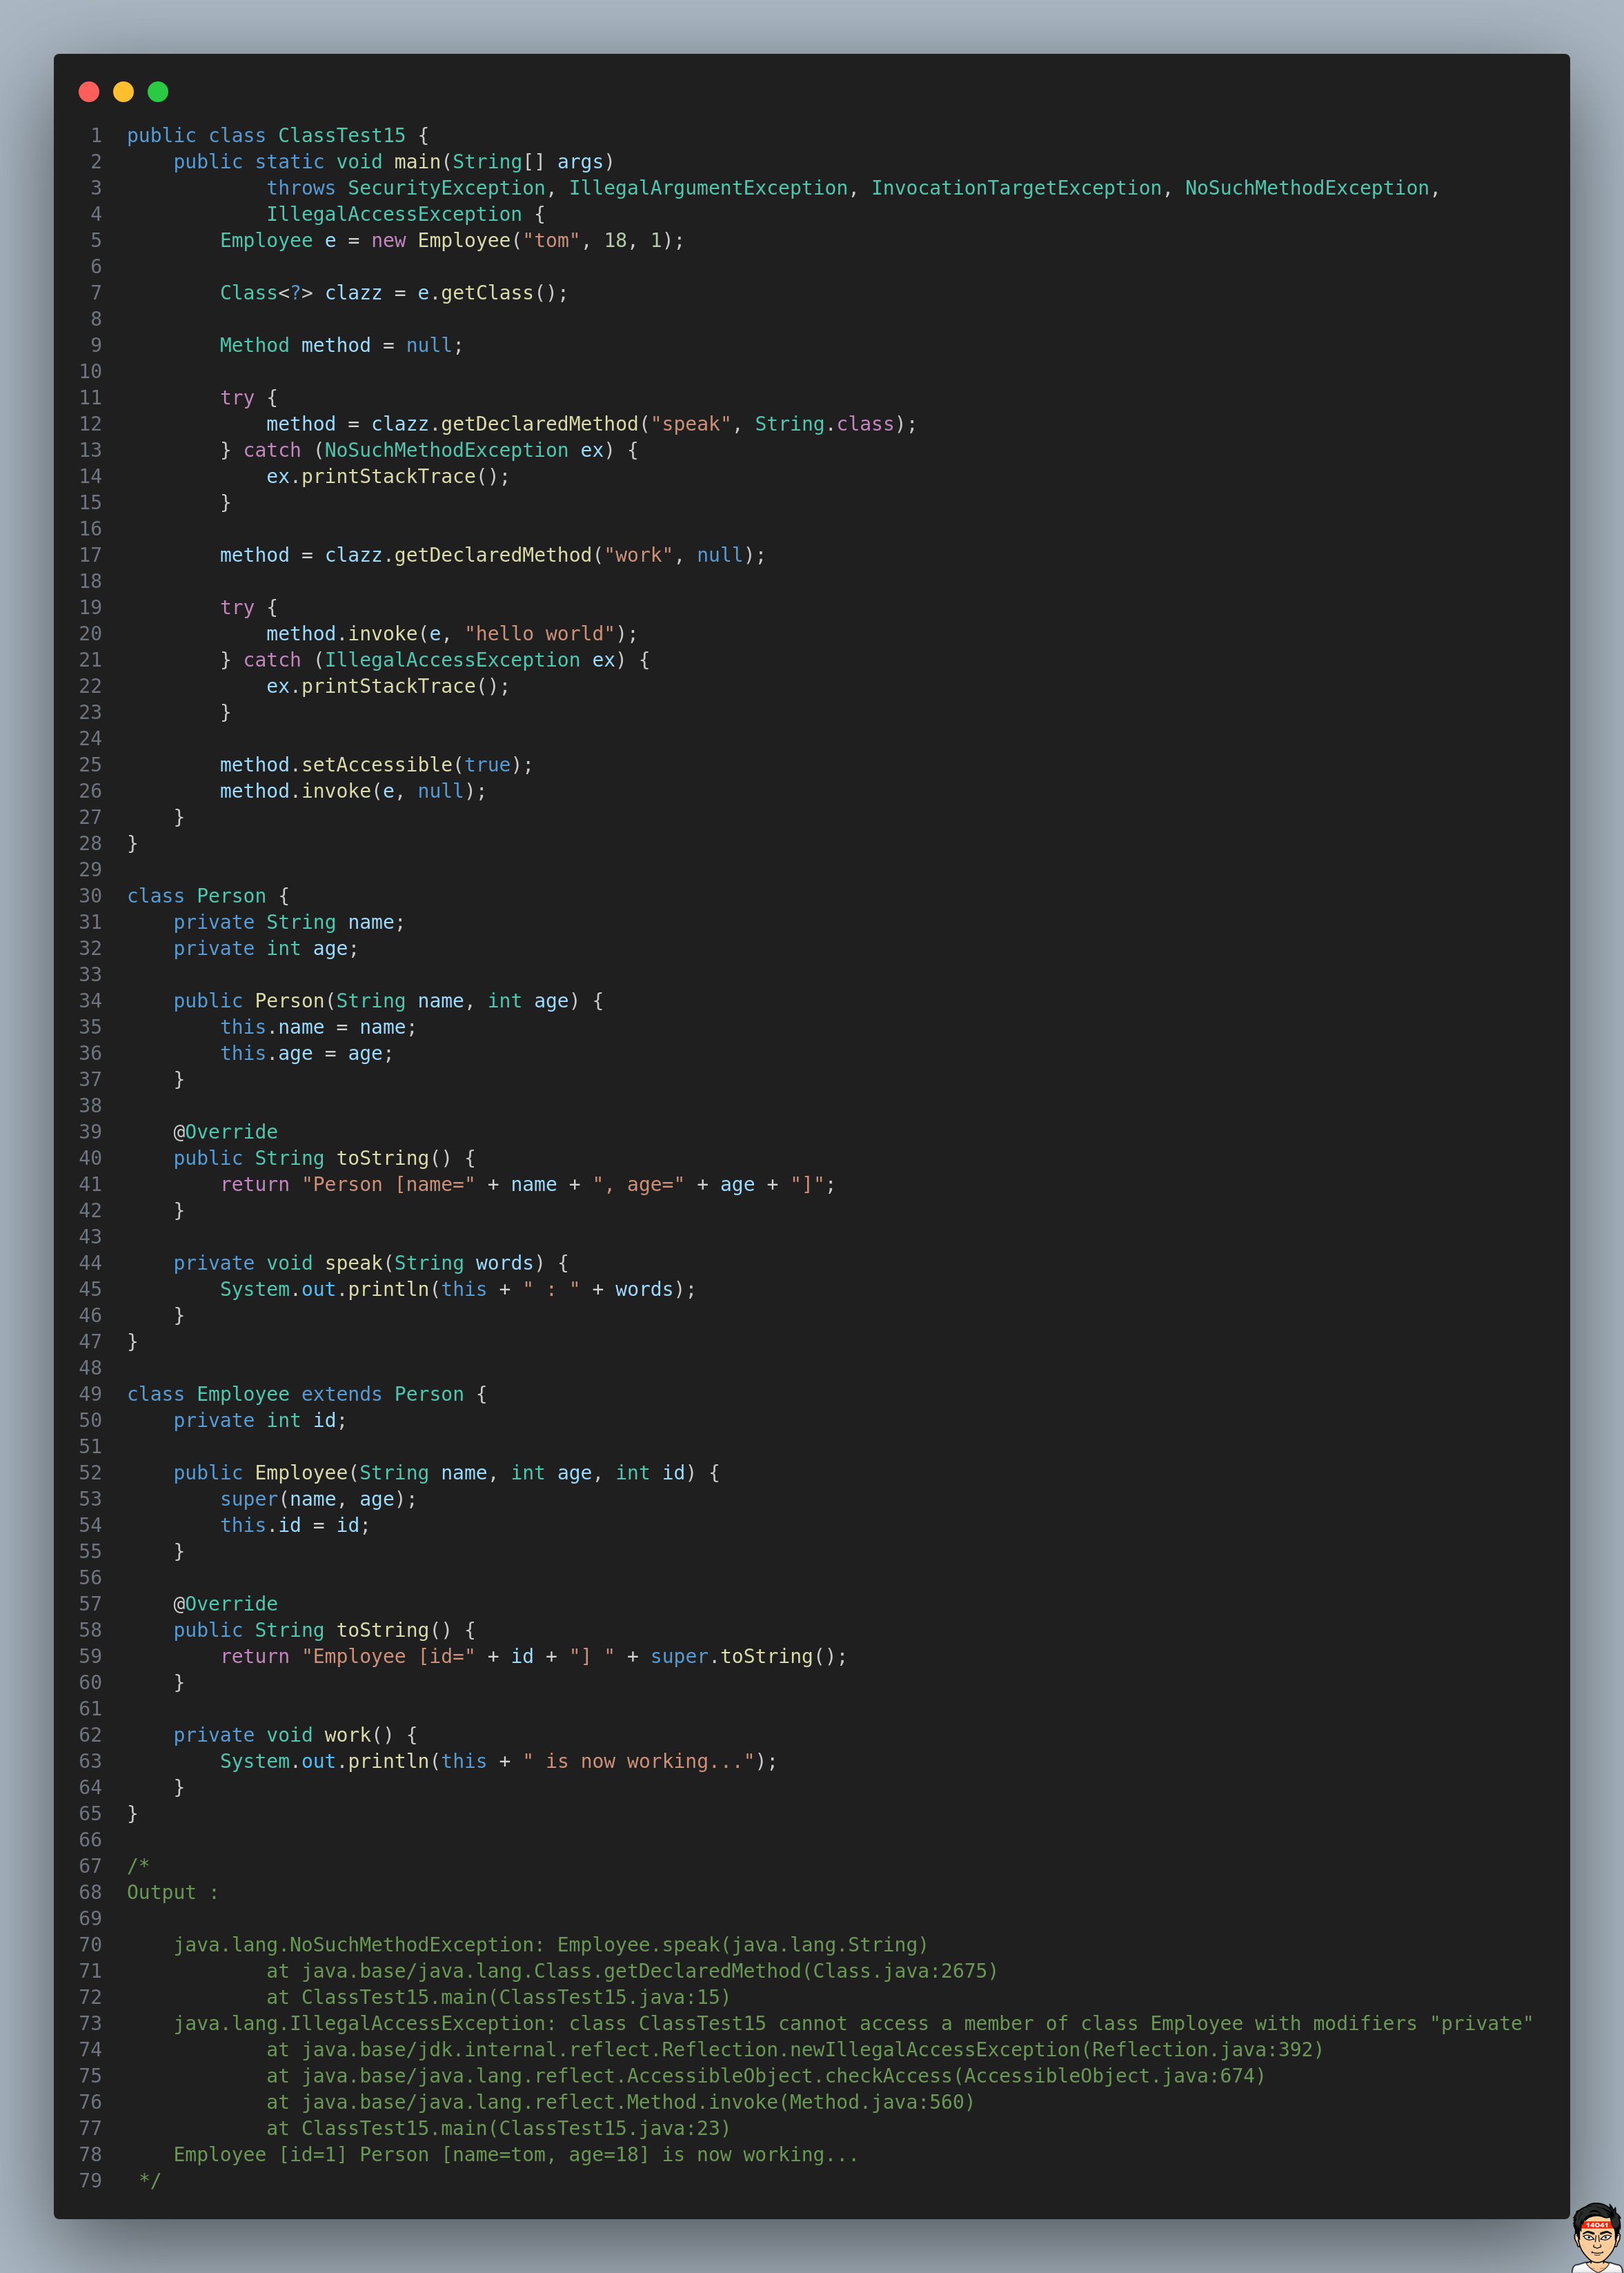 1 public class ClassTest15 {
2     public static void main(String[] args)
3             throws SecurityException, IllegalArgumentException, InvocationTargetException, NoSuchMethodException,
4             IllegalAccessException {
5         Employee e = new Employee("tom", 18, 1);
6
7         Class<?> clazz = e.getClass();
8
9         Method method = null;
10
11         try {
12             method = clazz.getDeclaredMethod("speak", String.class);
13         } catch (NoSuchMethodException ex) {
14             ex.printStackTrace();
15         }
16
17         method = clazz.getDeclaredMethod("work", null);
18
19         try {
20             method.invoke(e, "hello world");
21         } catch (IllegalAccessException ex) {
22             ex.printStackTrace();
23         }
24
25         method.setAccessible(true);
26         method.invoke(e, null);
27     }
28 }
29
30 class Person {
31     private String name;
32     private int age;
33
34     public Person(String name, int age) {
35         this.name = name;
36         this.age = age;
37     }
38
39     @Override
40     public String toString() {
41         return "Person [name=" + name + ", age=" + age + "]";
42     }
43
44     private void speak(String words) {
45         System.out.println(this + " : " + words);
46     }
47 }
48
49 class Employee extends Person {
50     private int id;
51
52     public Employee(String name, int age, int id) {
53         super(name, age);
54         this.id = id;
55     }
56
57     @Override
58     public String toString() {
59         return "Employee [id=" + id + "] " + super.toString();
60     }
61
62     private void work() {
63         System.out.println(this + " is now working...");
64     }
65 }
66
67 /*
68 Output :
69
70     java.lang.NoSuchMethodException: Employee.speak(java.lang.String)
71             at java.base/java.lang.Class.getDeclaredMethod(Class.java:2675)
72             at ClassTest15.main(ClassTest15.java:15)
73     java.lang.IllegalAccessException: class ClassTest15 cannot access a member of class Employee with modifiers "private"
74             at java.base/jdk.internal.reflect.Reflection.newIllegalAccessException(Reflection.java:392)
75             at java.base/java.lang.reflect.AccessibleObject.checkAccess(AccessibleObject.java:674)
76             at java.base/java.lang.reflect.Method.invoke(Method.java:560)
77             at ClassTest15.main(ClassTest15.java:23)
78     Employee [id=1] Person [name=tom, age=18] is now working...
79  */
14041